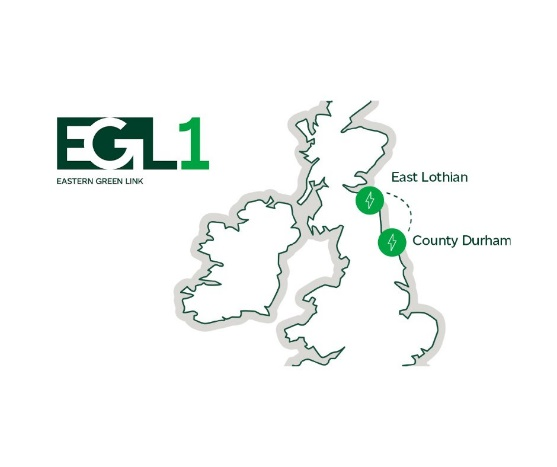 EGL1
EASTERN GREEN LINK
East Lothian
County Durham